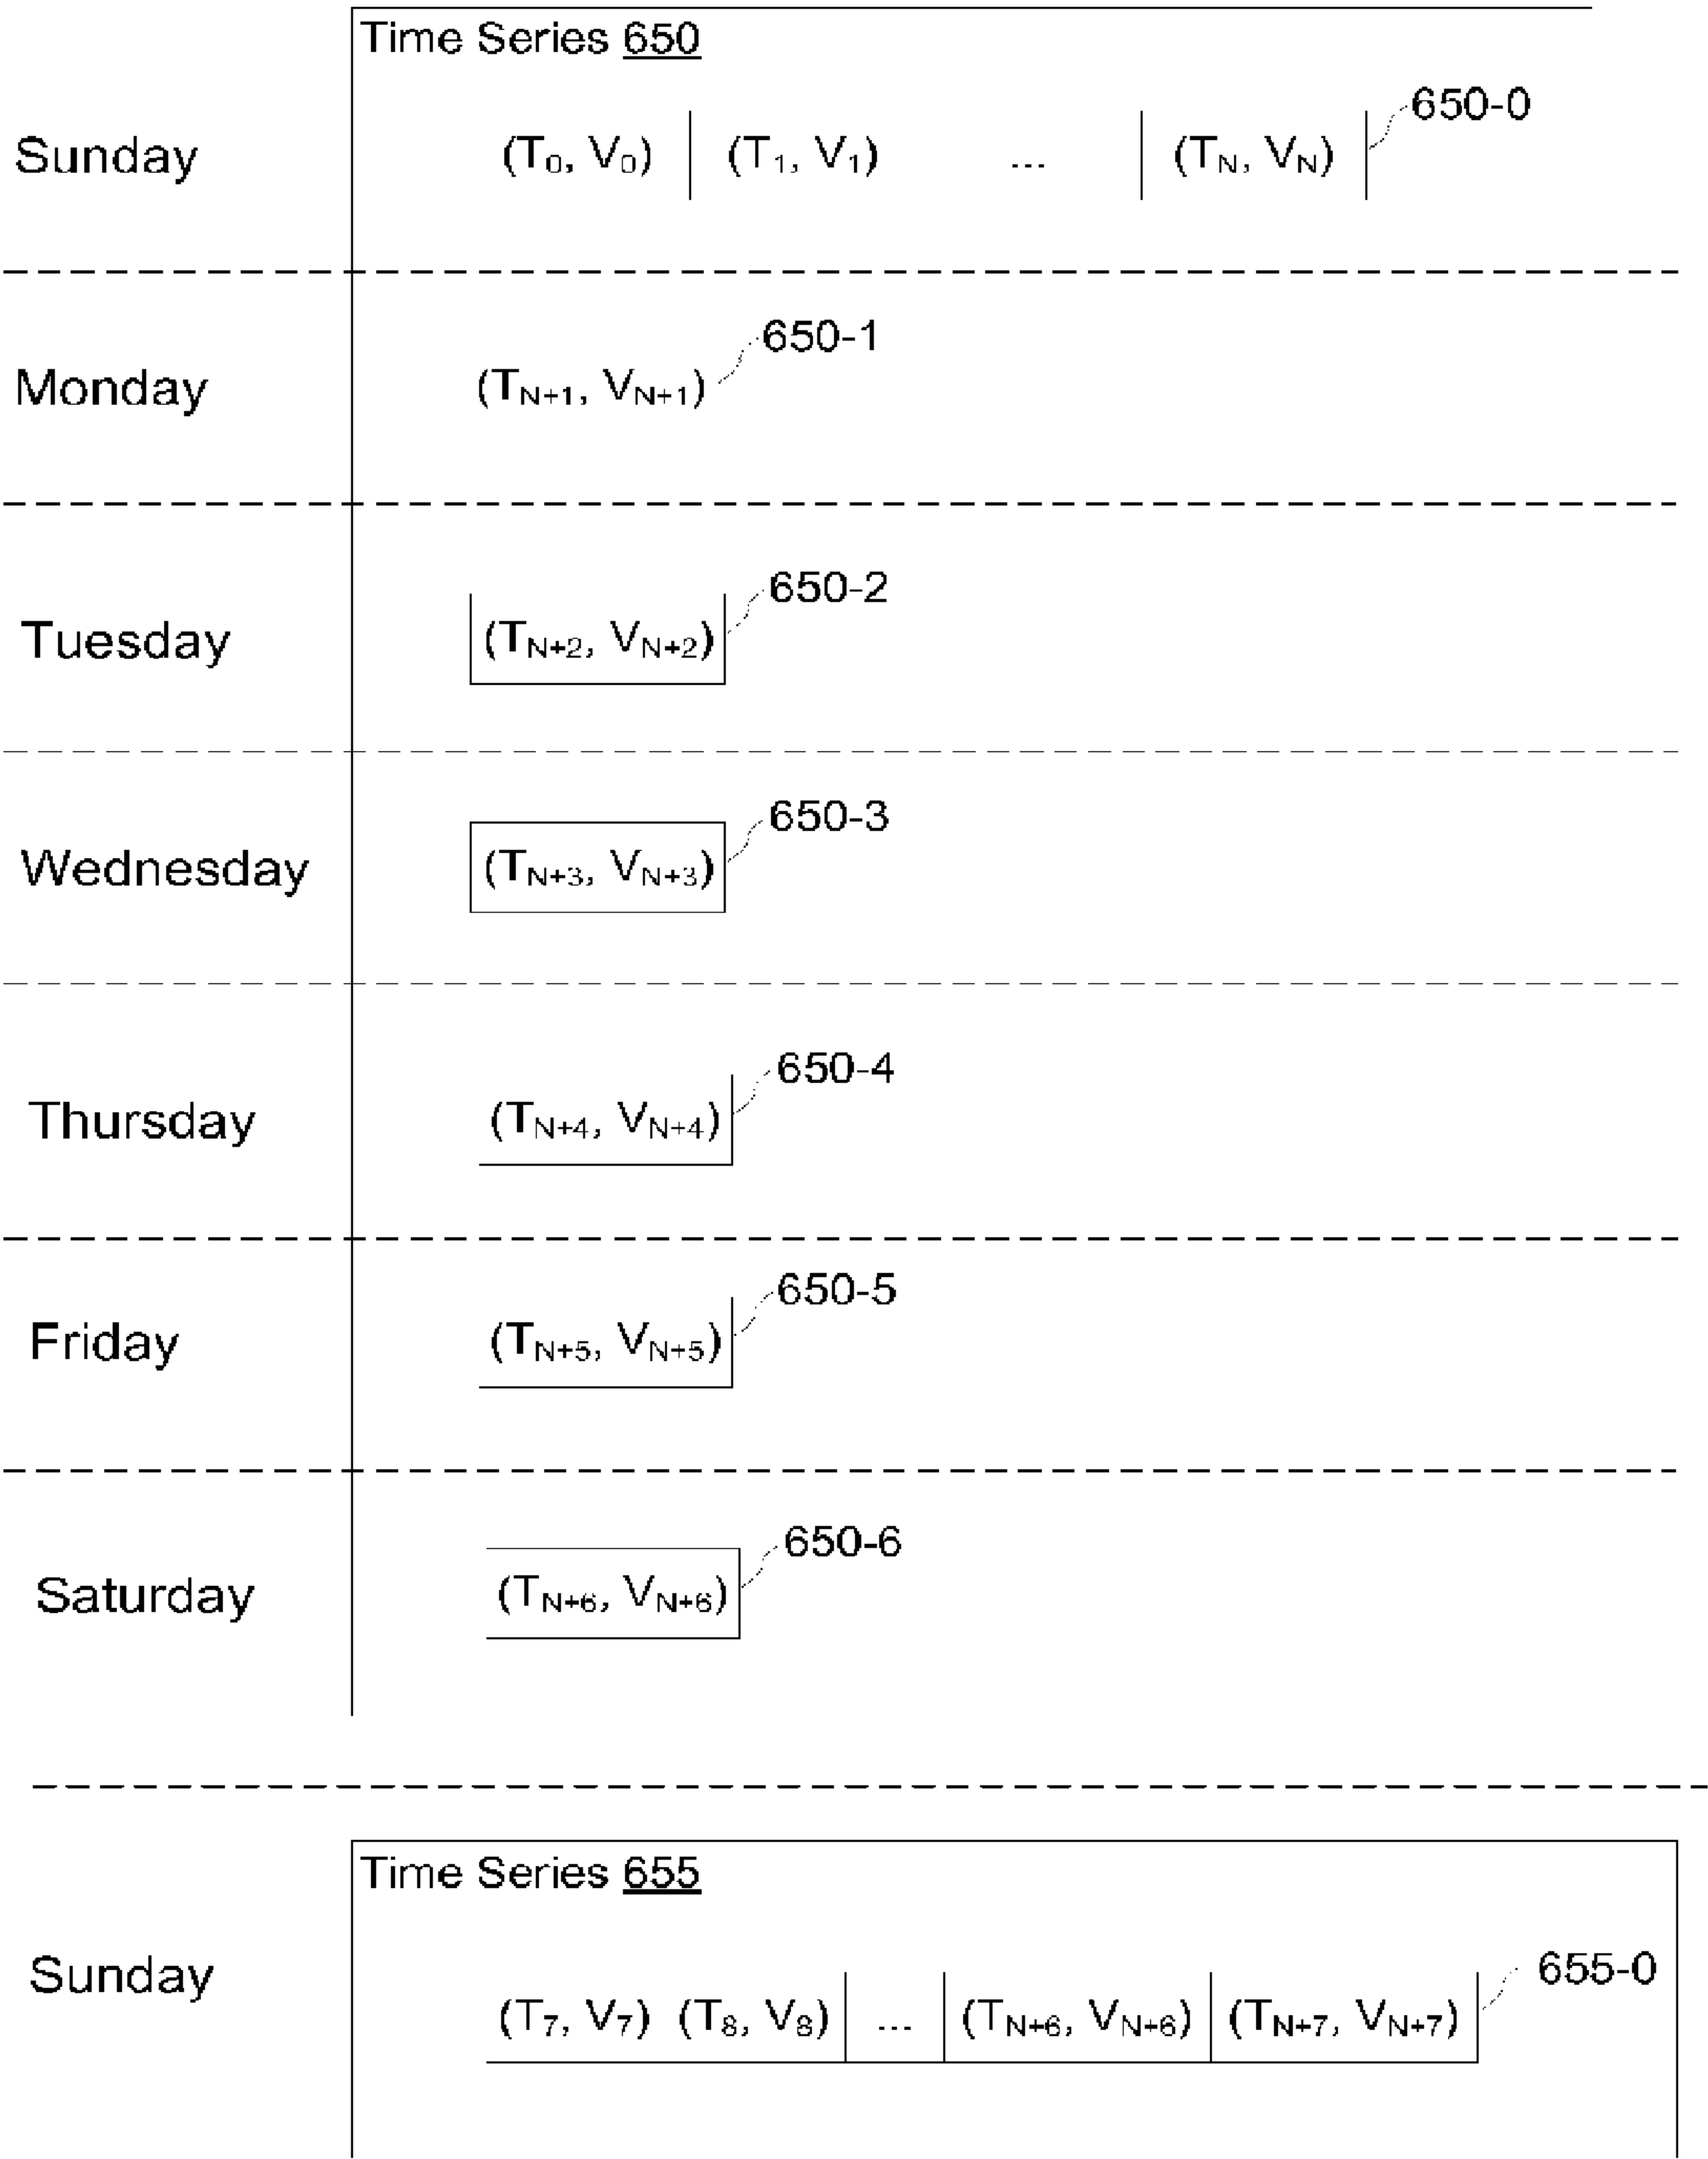 Time Series 650
650-0
Sunday (T0, V0) (T1, V1) ... (TN, VN)
650-1
Monday (TN+1, VN+1)
650-2
Tuesday (TN+2, VN+2)
650-3
Wednesday (TN+3, VN+3)
650-4
Thursday (TN+4, VN+4)
650-5
Friday (TN+5, VN+5)
650-6
Saturday (TN+6, VN+6)
Time Series 655
655-0
Sunday (T7, V7) (T8, V8) ... (TN+6, VN+6) (TN+7, VN+7)